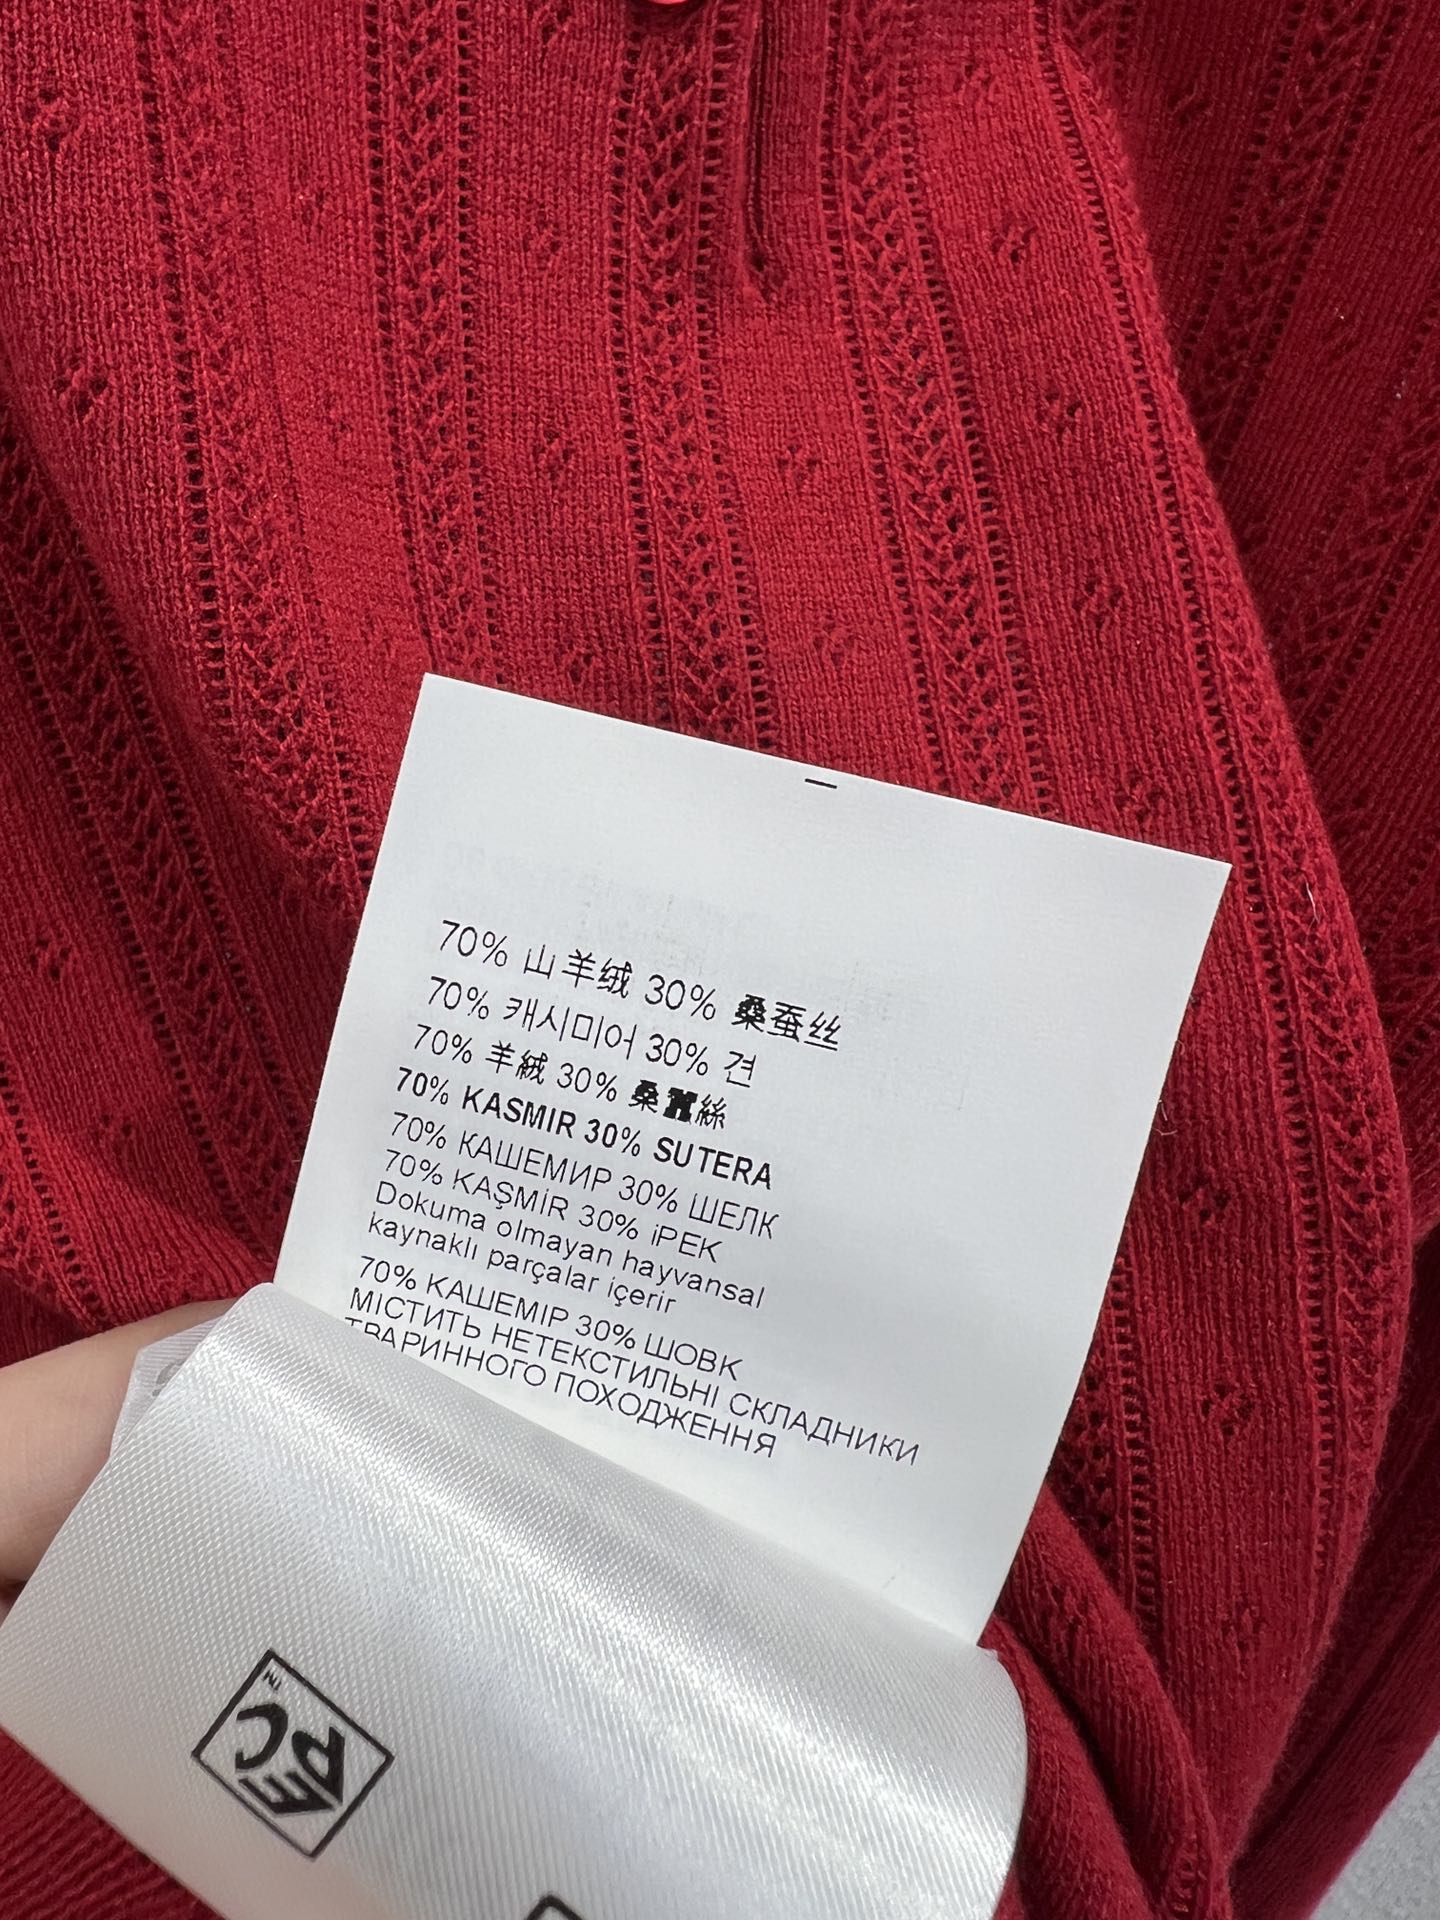 70% 山羊绒 30% 桑蚕丝
70% 캐시미어 30% 견
70% 羊絨 30% 桑蠶絲
70% KASMIR 30% SUTERA
70% КАШЕМИР 30% ШЕЛК
70% KAŞMİR 30% iPEK
Dokuma olmayan hayvansal
kaynaklı parçalar içerir
70% КАШЕМІР 30% ШОВК
МІСТИТЬ НЕТЕКСТИЛЬНІ СКЛАДНИКИ
ТВАРИННОГО ПОХОДЖЕННЯ
EPC™